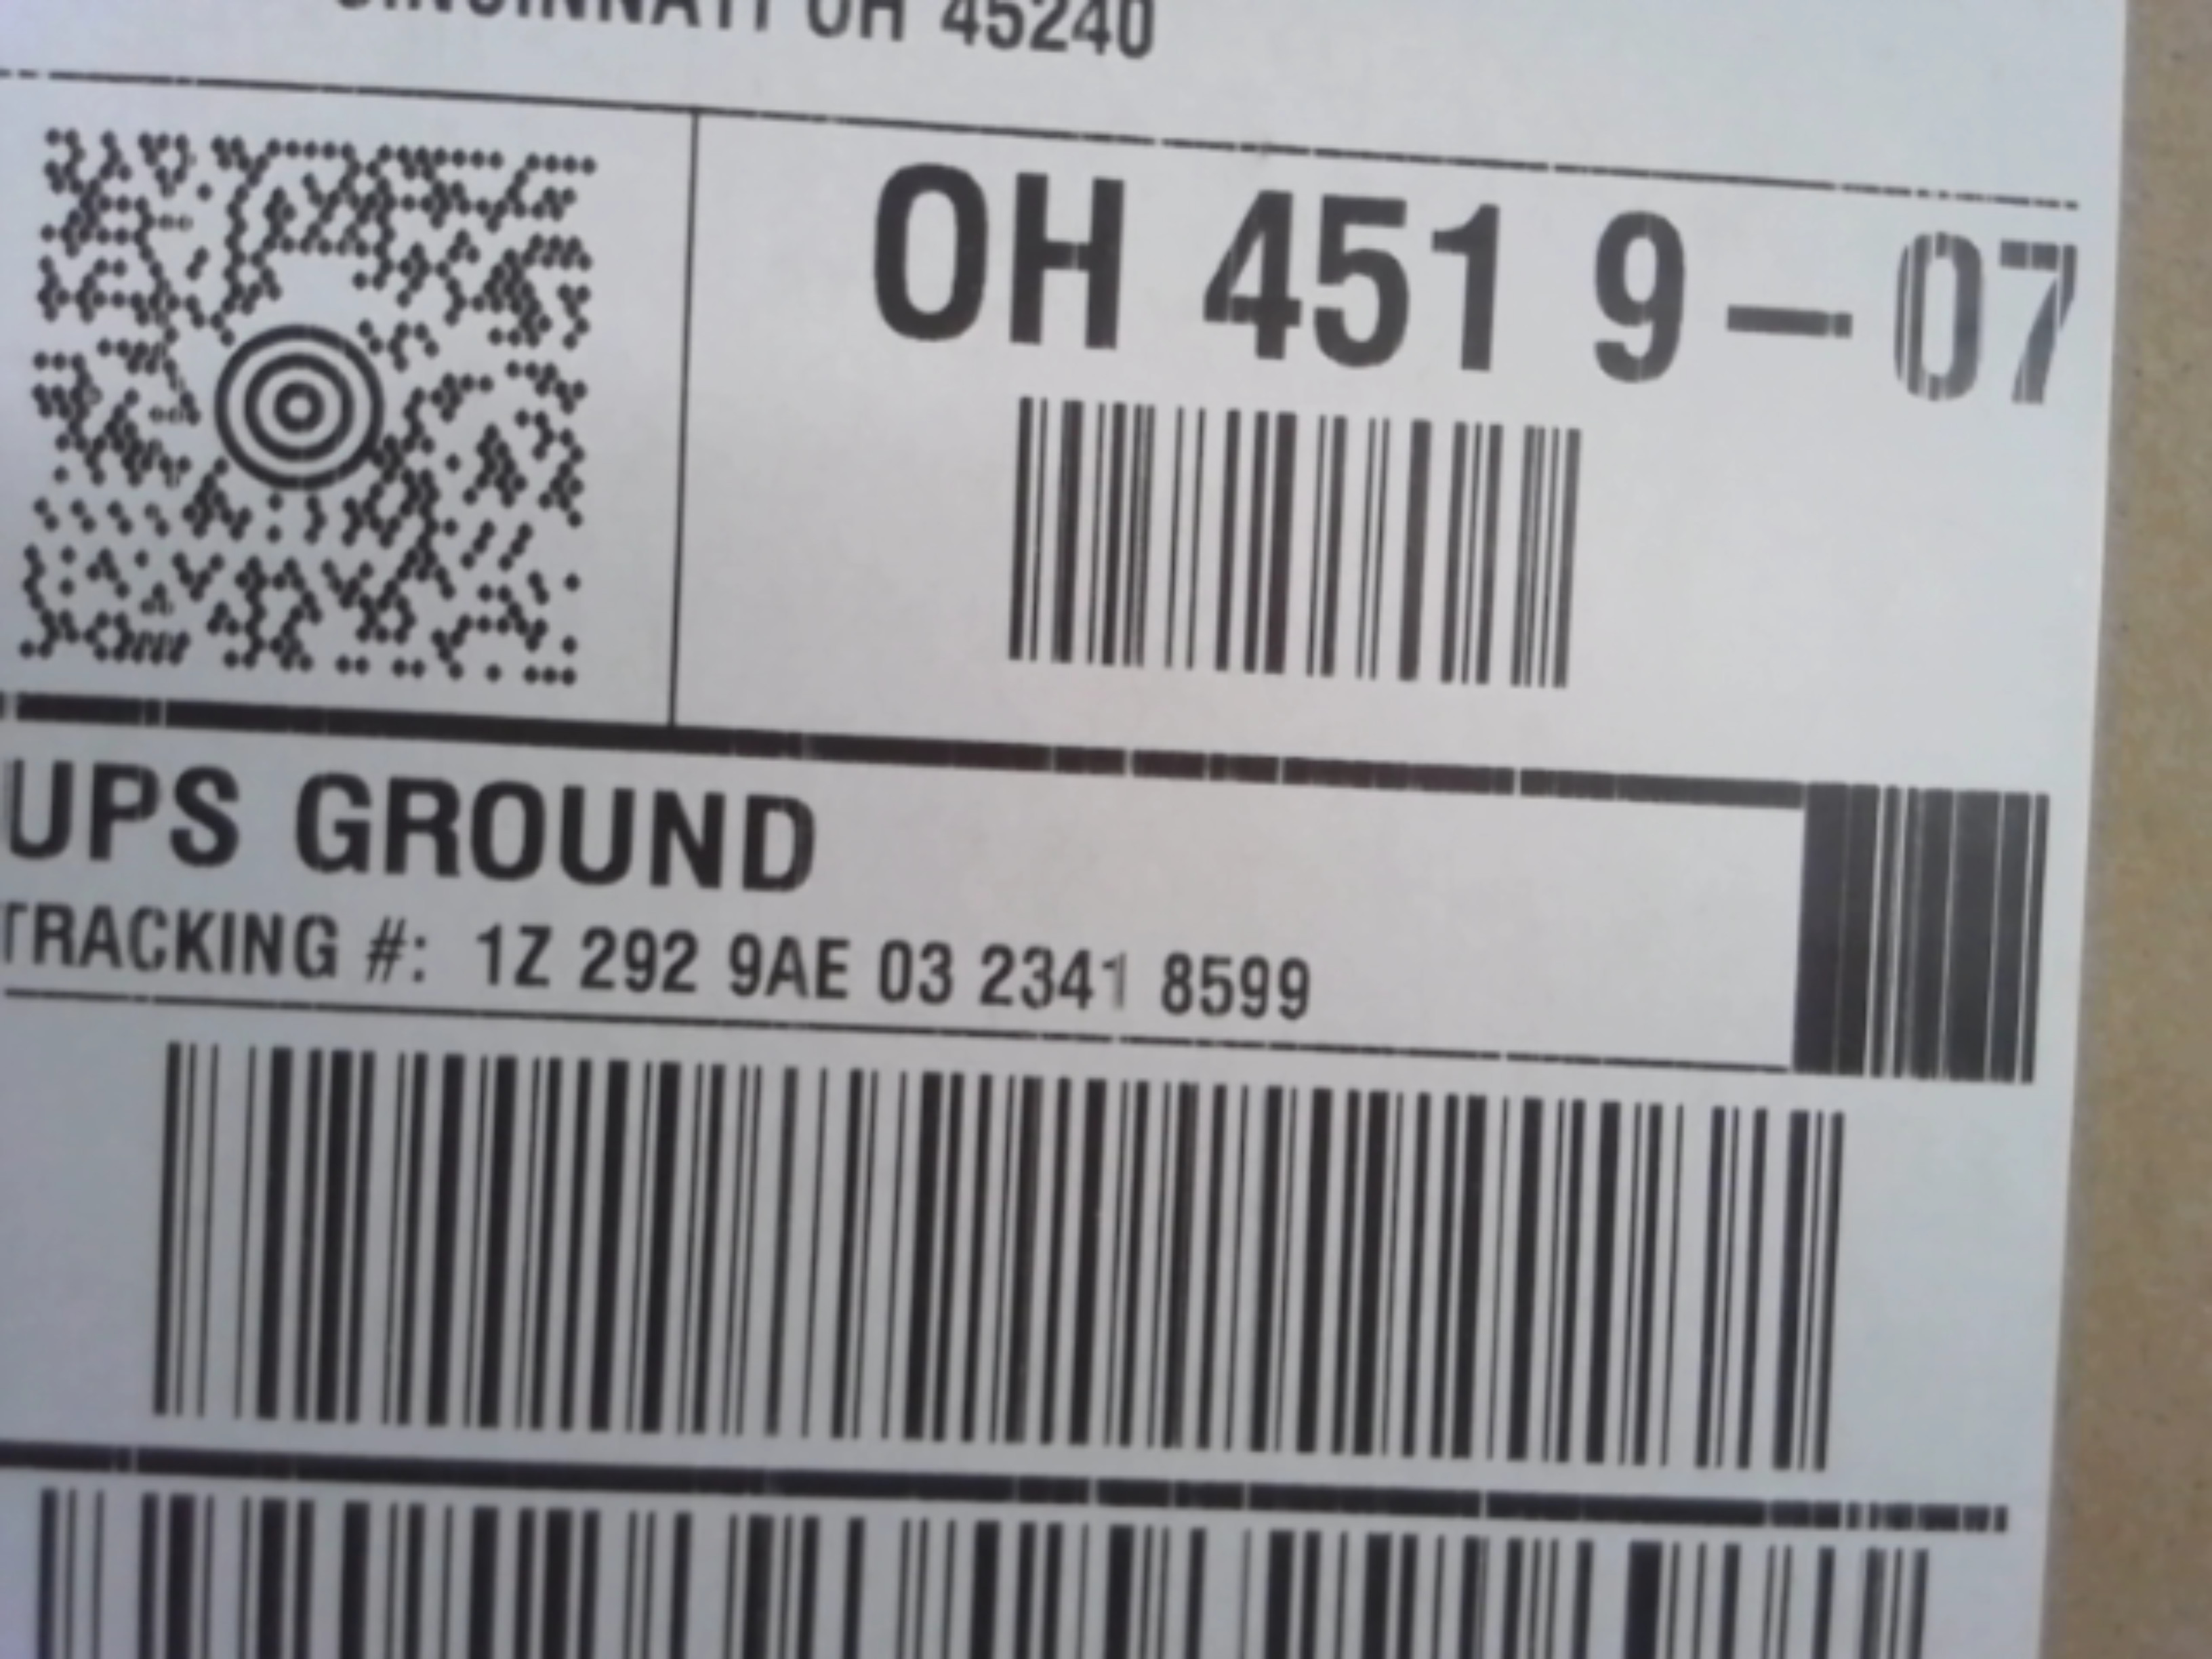 CINCINNATI OH 45240
OH 451 9-07
UPS GROUND
TRACKING #: 1Z 292 9AE 03 2341 8599